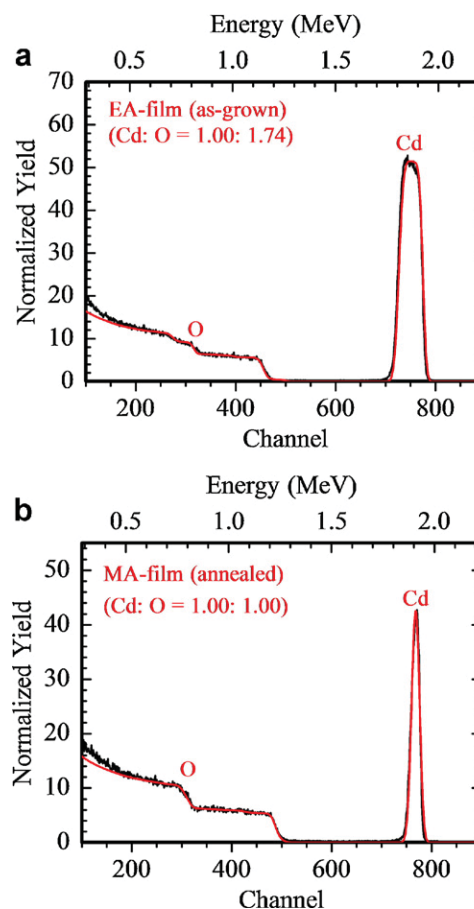 Energy (MeV)
0.5 1.0 1.5 2.0
a
70
60
50
40
30
20
10
0
EA-film (as-grown)
(Cd: O = 1.00: 1.74)
Cd
O
Normalized Yield
200 400 600 800
Channel
Energy (MeV)
0.5 1.0 1.5 2.0
b
50
40
30
20
10
0
MA-film (annealed)
(Cd: O = 1.00: 1.00)
Cd
O
Normalized Yield
200 400 600 800
Channel